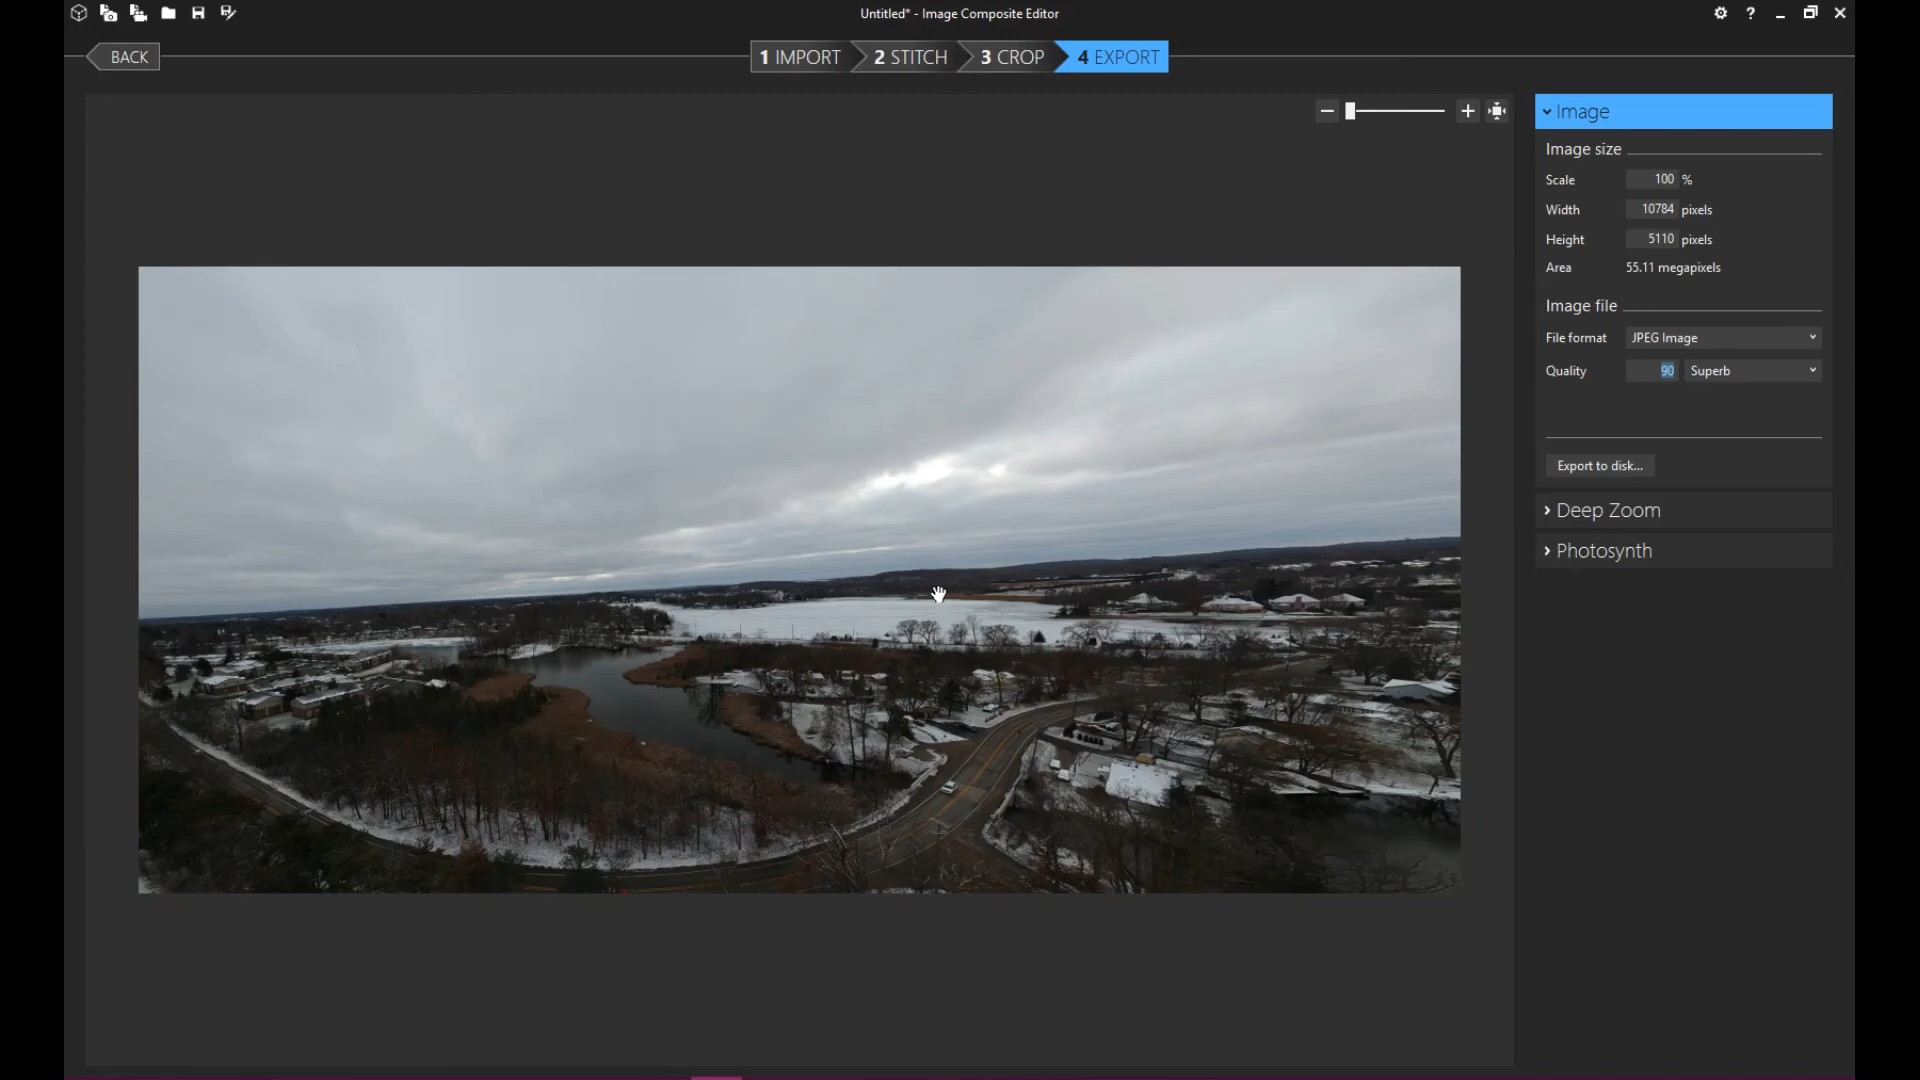 Untitled* - Image Composite Editor
?
BACK
1 IMPORT
2 STITCH
3 CROP
4 EXPORT
Image
Image size
Scale 100 %
Width 10784 pixels
Height 5110 pixels
Area 55.11 megapixels
Image file
File format JPEG Image
Quality 90 Superb
Export to disk...
Deep Zoom
Photosynth